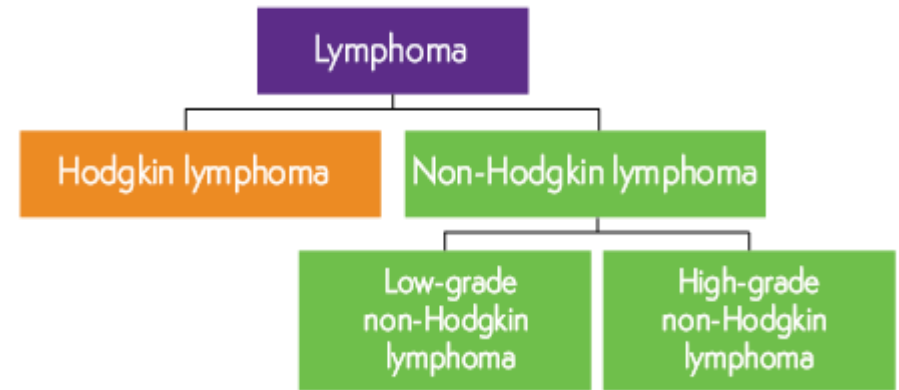 Lymphoma
Hodgkin lymphoma
Non-Hodgkin lymphoma
Low-grade
non-Hodgkin
lymphoma
High-grade
non-Hodgkin
lymphoma